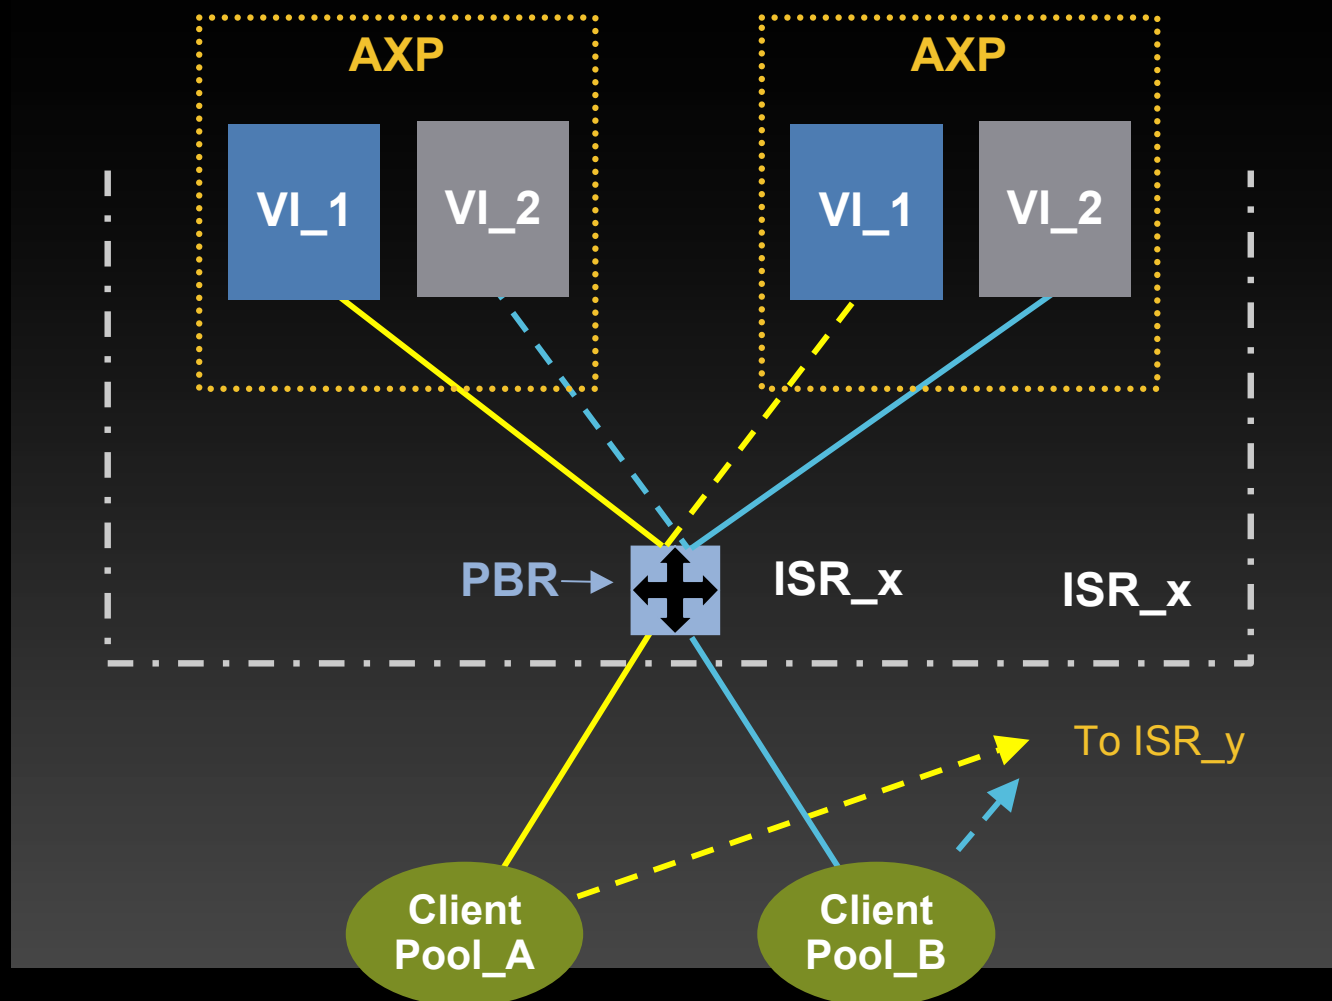 AXP
AXP
VI_1
VI_2
VI_1
VI_2
PBR
ISR_x
ISR_x
To ISR_y
Client
Pool_A
Client
Pool_B